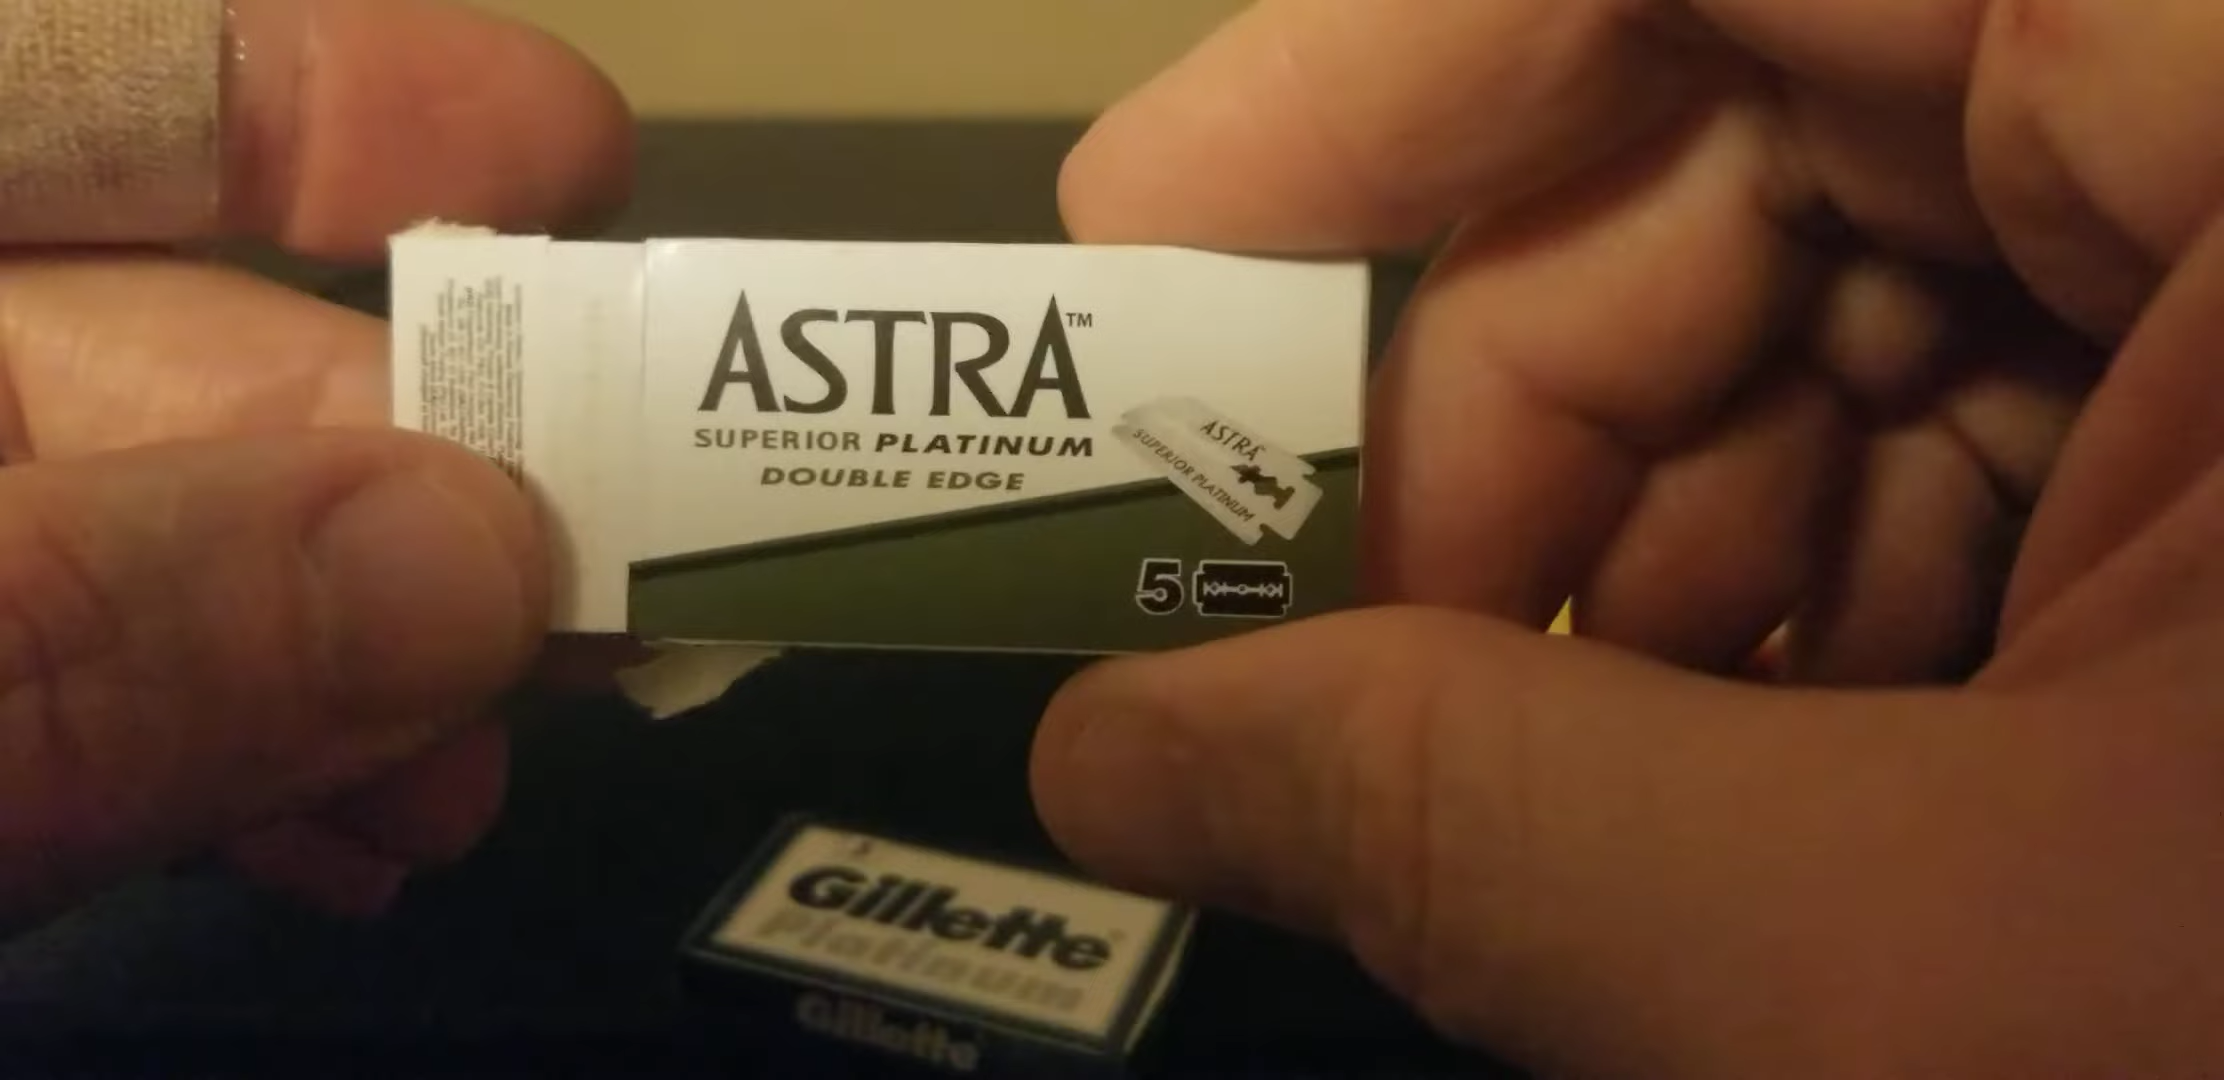 ASTRA™
SUPERIOR PLATINUM
DOUBLE EDGE
ASTRA
SUPERIOR PLATINUM
5
Gillette
Platinum
Gillette